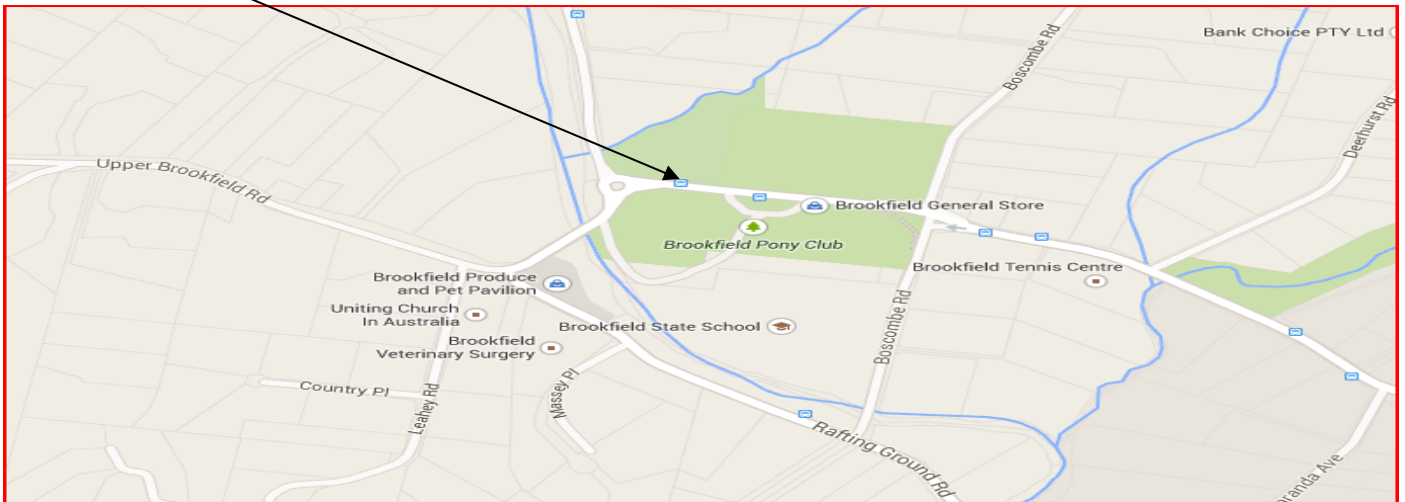 Bank Choice PTY Ltd
Boscombe Rd
Deerhurst Rd
Upper Brookfield Rd
Brookfield General Store
Brookfield Pony Club
Brookfield Tennis Centre
Brookfield Produce
and Pet Pavilion
Uniting Church
In Australia
Brookfield State School
Brookfield
Veterinary Surgery
Boscombe Rd
Country Pl
Leahey Rd
Massey Pl
Rafting Ground Rd
randa Ave